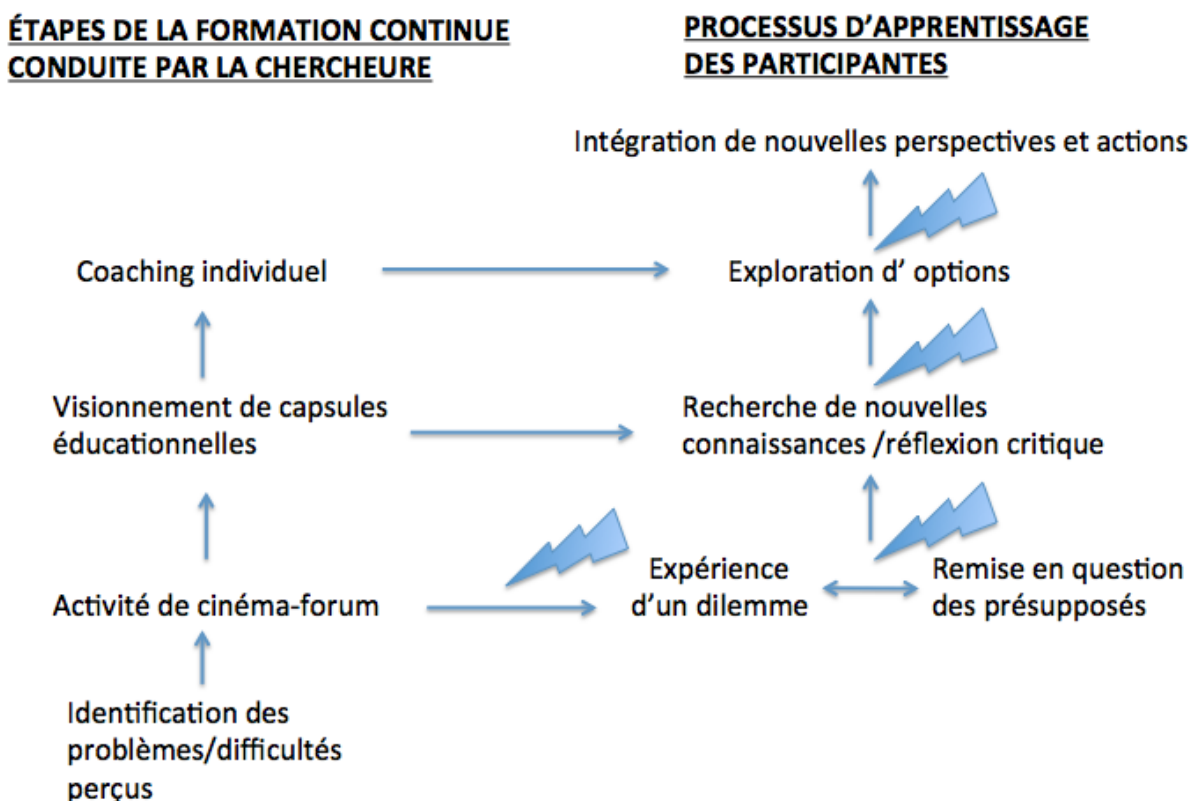 ÉTAPES DE LA FORMATION CONTINUE
CONDUITE PAR LA CHERCHEURE
PROCESSUS D’APPRENTISSAGE
DES PARTICIPANTES
Intégration de nouvelles perspectives et actions
Coaching individuel
Exploration d’ options
Visionnement de capsules
éducationnelles
Recherche de nouvelles
connaissances /réflexion critique
Activité de cinéma-forum
Expérience
d’un dilemme
Remise en question
des présupposés
Identification des
problèmes/difficultés
perçus